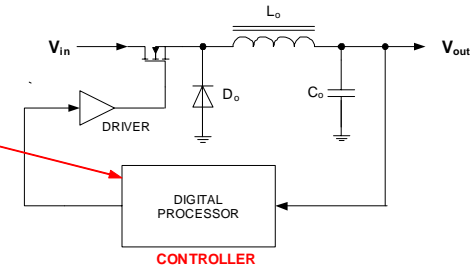 Lo
Vin
Vout
Do
Co
DRIVER
DIGITAL
PROCESSOR
CONTROLLER